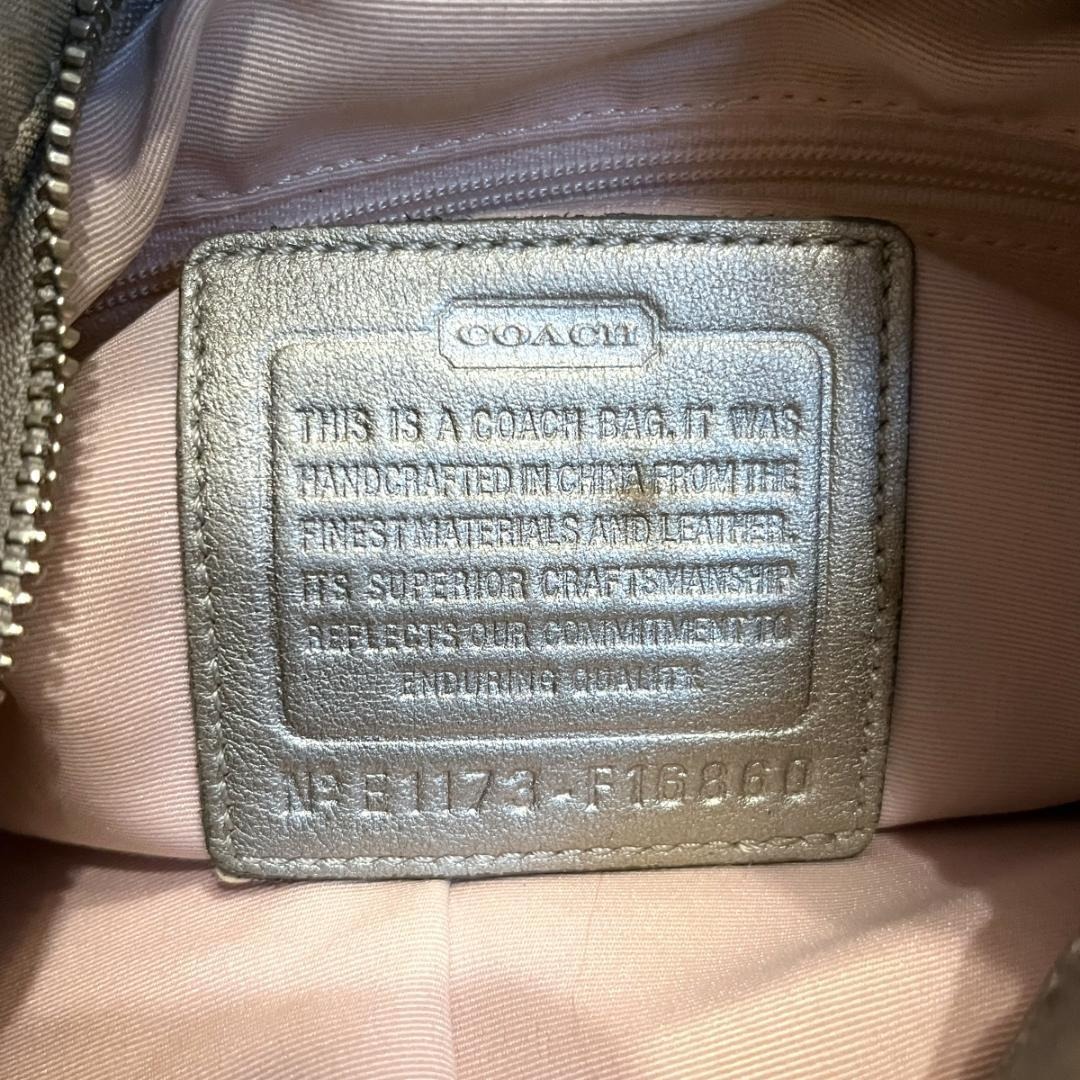 COACH
THIS IS A COACH BAG. IT WAS
HANDCRAFTED IN CHINA FROM THE
FINEST MATERIALS AND LEATHER.
ITS SUPERIOR CRAFTSMANSHIP
REFLECTS OUR COMMITMENT TO
ENDURING QUALITY.
Nº E1173-F16860